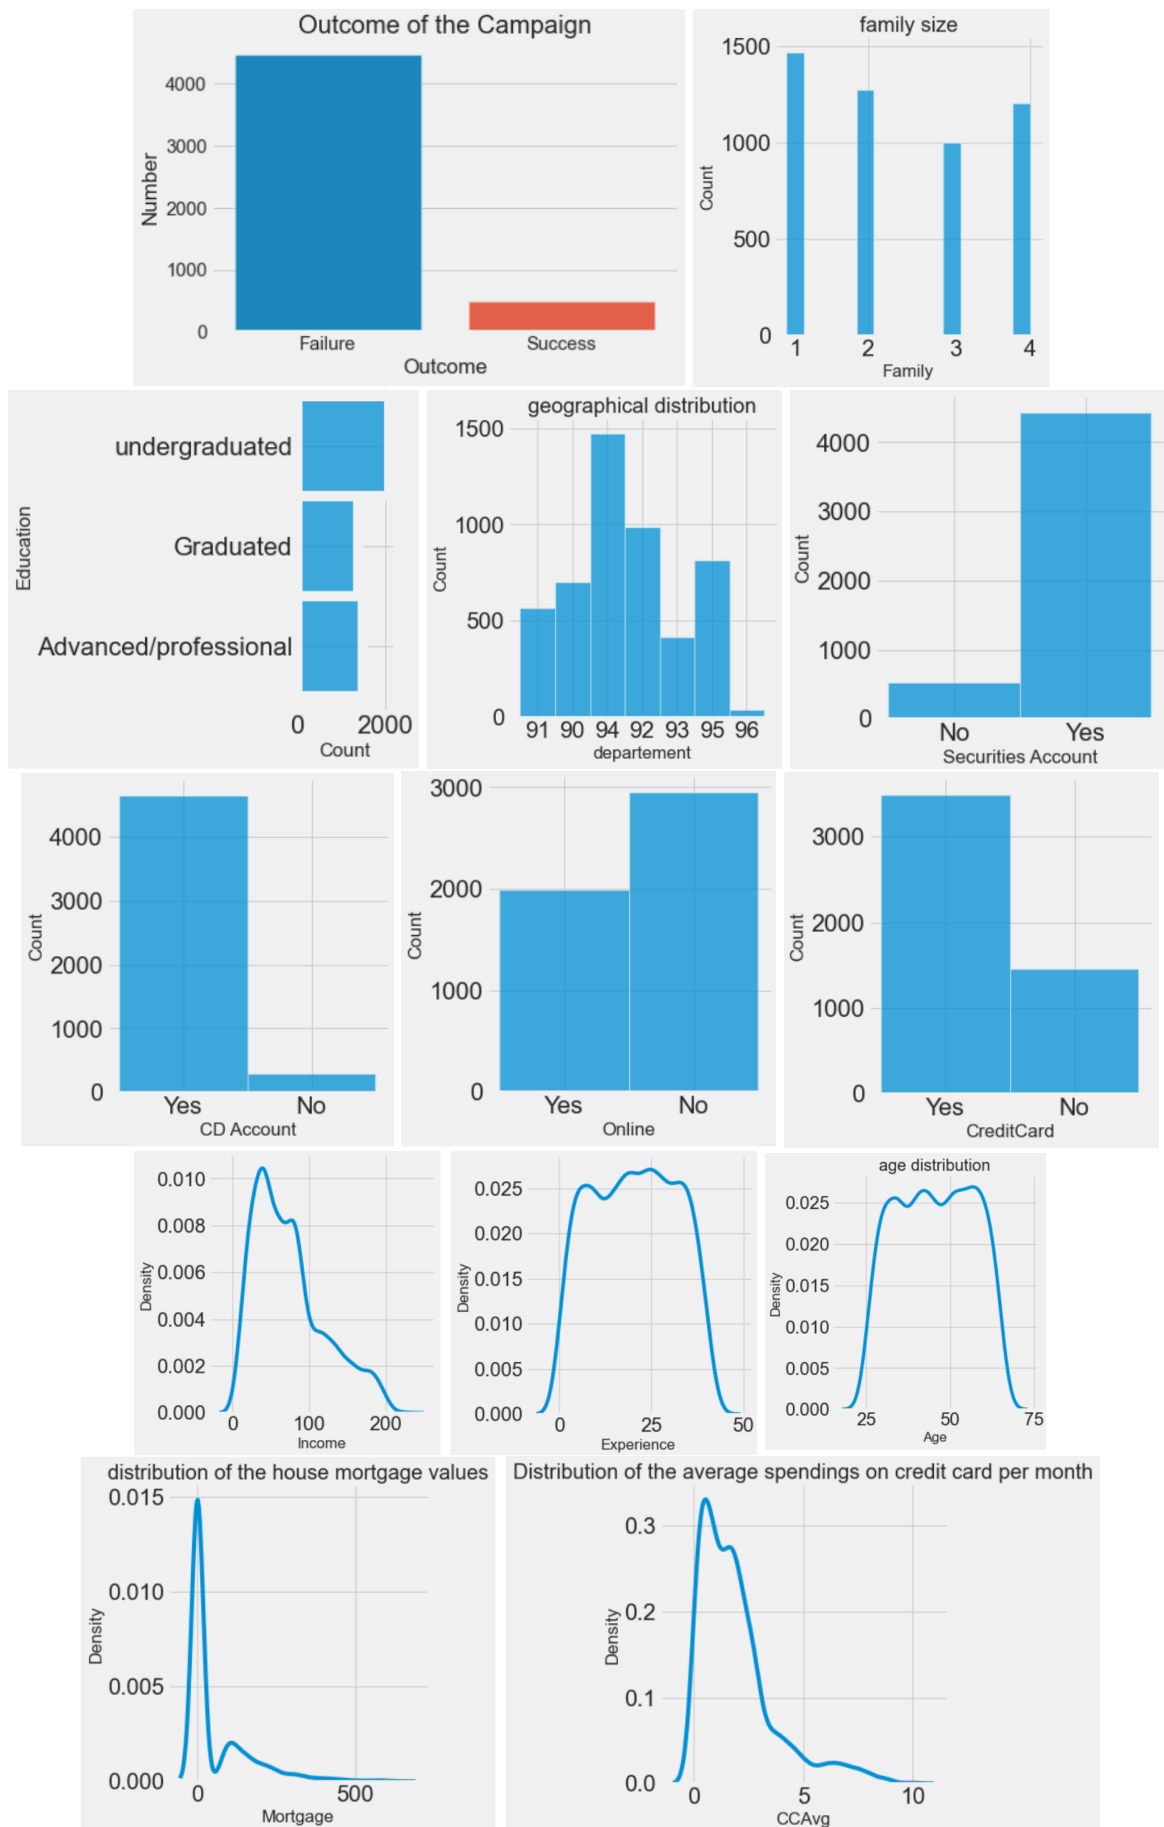 Outcome of the Campaign
4000
3000
2000
1000
0
Number
Failure Success
Outcome
family size
1500
1000
500
0
Count
1 2 3 4
Family
Education
undergraduated
Graduated
Advanced/professional
0 2000
Count
geographical distribution
1500
1000
500
0
Count
91 90 94 92 93 95 96
departement
4000
3000
2000
1000
0
Count
No Yes
Securities Account
4000
3000
2000
1000
0
Count
Yes No
CD Account
3000
2000
1000
0
Count
Yes No
Online
3000
2000
1000
0
Count
Yes No
CreditCard
0.010
0.008
0.006
0.004
0.002
0.000
Density
0 100 200
Income
0.025
0.020
0.015
0.010
0.005
0.000
Density
0 25 50
Experience
age distribution
0.025
0.020
0.015
0.010
0.005
0.000
Density
25 50 75
Age
distribution of the house mortgage values
0.015
0.010
0.005
0.000
Density
0 500
Mortgage
Distribution of the average spendings on credit card per month
0.3
0.2
0.1
0.0
Density
0 5 10
CCAvg